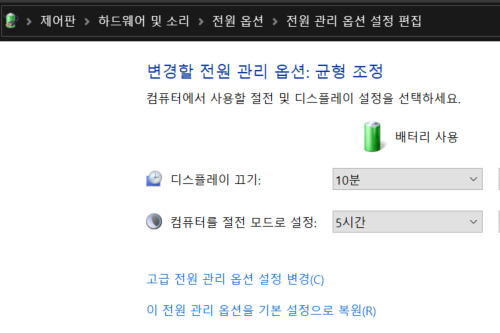 제어판 > 하드웨어 및 소리 > 전원 옵션 > 전원 관리 옵션 설정 편집
변경할 전원 관리 옵션: 균형 조정
컴퓨터에서 사용할 절전 및 디스플레이 설정을 선택하세요.
배터리 사용
디스플레이 끄기: 10분
컴퓨터를 절전 모드로 설정: 5시간
고급 전원 관리 옵션 설정 변경(C)
이 전원 관리 옵션을 기본 설정으로 복원(R)